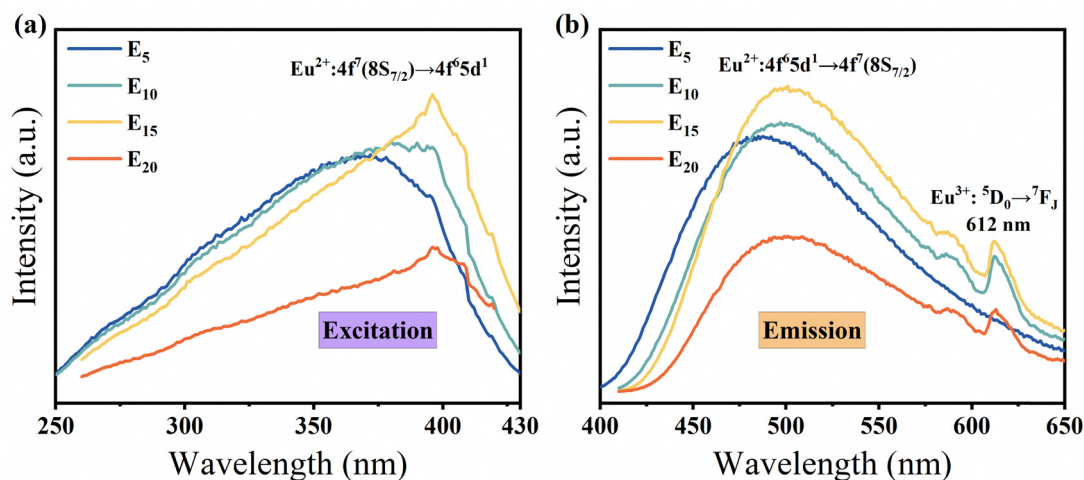 (a)
E₅
E₁₀
E₁₅
E₂₀
Eu²⁺:4f⁷(8S₇/₂)→4f⁶5d¹
Excitation
Intensity (a.u.)
250 300 350 400 430
Wavelength (nm)
(b)
E₅
E₁₀
E₁₅
E₂₀
Eu²⁺:4f⁶5d¹→4f⁷(8S₇/₂)
Eu³⁺: ⁵D₀→⁷F_J
612 nm
Emission
Intensity (a.u.)
400 450 500 550 600 650
Wavelength (nm)